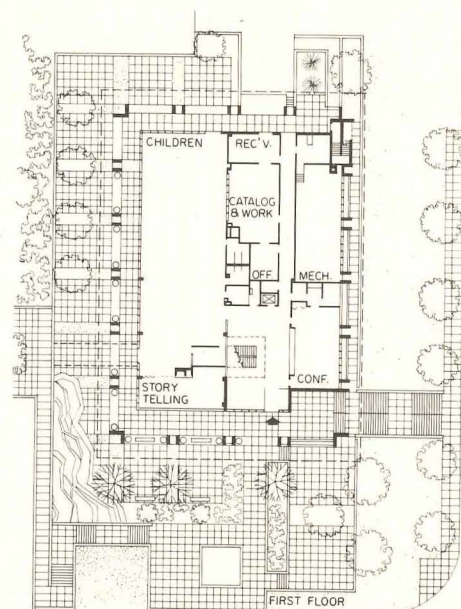 CHILDREN
REC'V.
CATALOG
& WORK
OFF.
MECH.
CONF.
STORY
TELLING
FIRST FLOOR